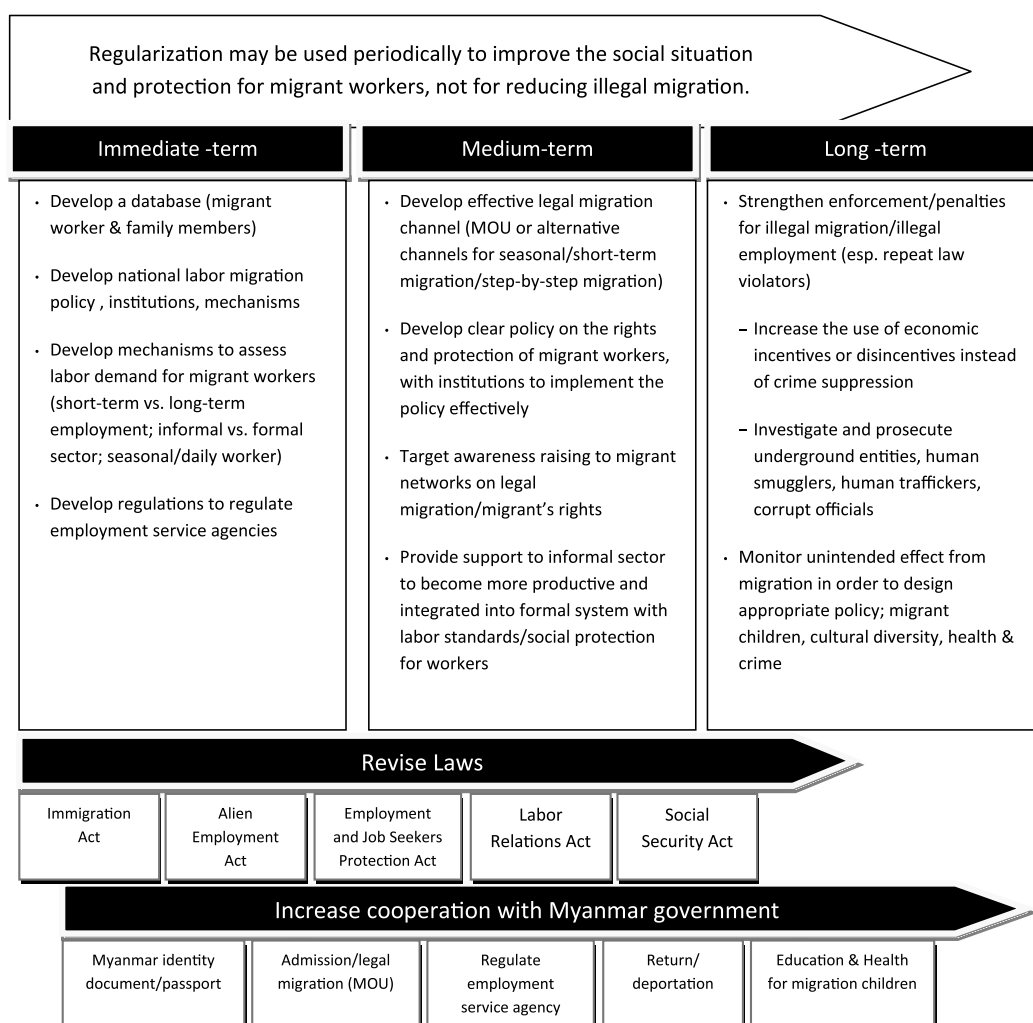 Regularization may be used periodically to improve the social situation
and protection for migrant workers, not for reducing illegal migration.
Immediate -term
• Develop a database (migrant
worker & family members)
• Develop national labor migration
policy , institutions, mechanisms
• Develop mechanisms to assess
labor demand for migrant workers
(short-term vs. long-term
employment; informal vs. formal
sector; seasonal/daily worker)
• Develop regulations to regulate
employment service agencies
Medium-term
• Develop effective legal migration
channel (MOU or alternative
channels for seasonal/short-term
migration/step-by-step migration)
• Develop clear policy on the rights
and protection of migrant workers,
with institutions to implement the
policy effectively
• Target awareness raising to migrant
networks on legal
migration/migrant’s rights
• Provide support to informal sector
to become more productive and
integrated into formal system with
labor standards/social protection
for workers
Long -term
• Strengthen enforcement/penalties
for illegal migration/illegal
employment (esp. repeat law
violators)
– Increase the use of economic
incentives or disincentives instead
of crime suppression
– Investigate and prosecute
underground entities, human
smugglers, human traffickers,
corrupt officials
• Monitor unintended effect from
migration in order to design
appropriate policy; migrant
children, cultural diversity, health &
crime
Revise Laws
Immigration
Act
Alien
Employment
Act
Employment
and Job Seekers
Protection Act
Labor
Relations Act
Social
Security Act
Increase cooperation with Myanmar government
Myanmar identity
document/passport
Admission/legal
migration (MOU)
Regulate
employment
service agency
Return/
deportation
Education & Health
for migration children